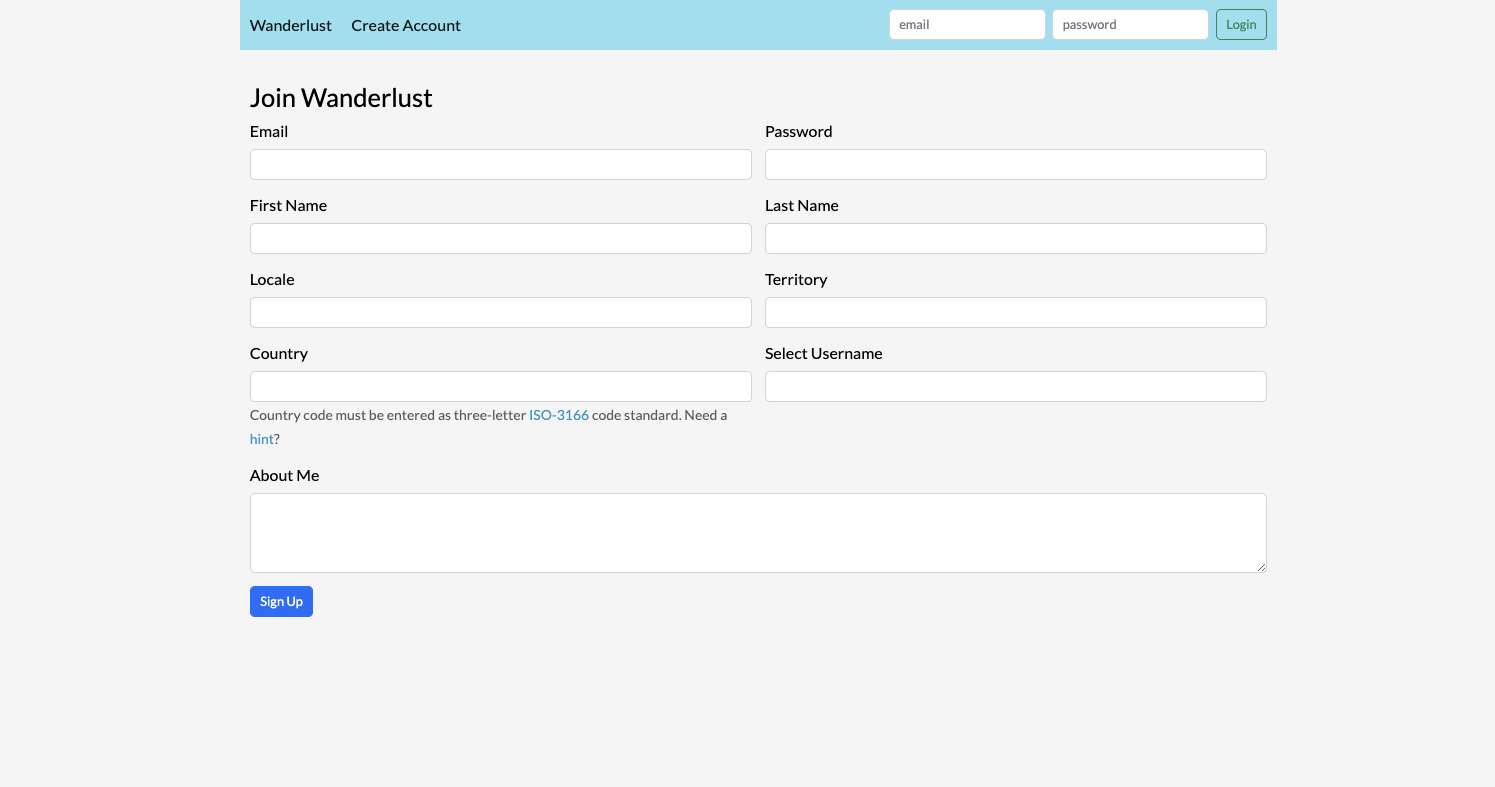 Wanderlust Create Account email password Login
Join Wanderlust
Email Password
First Name Last Name
Locale Territory
Country Select Username
Country code must be entered as three-letter ISO-3166 code standard. Need a
hint?
About Me
Sign Up